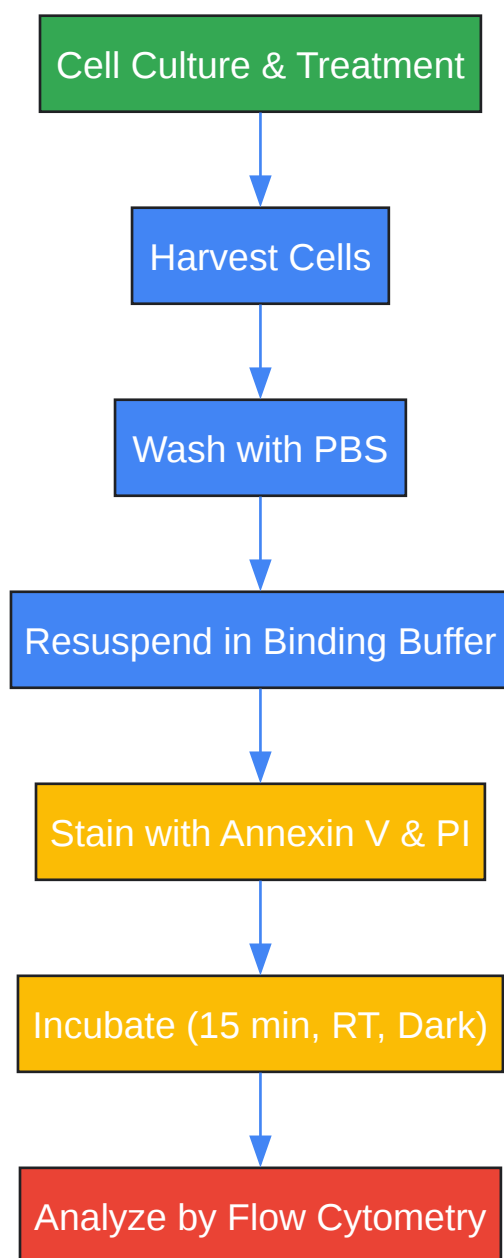 Cell Culture & Treatment
Harvest Cells
Wash with PBS
Resuspend in Binding Buffer
Stain with Annexin V & PI
Incubate (15 min, RT, Dark)
Analyze by Flow Cytometry